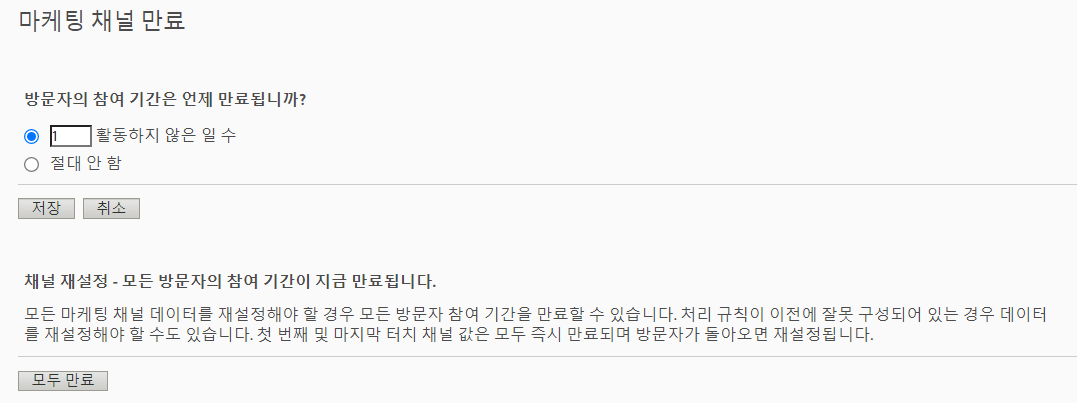 마케팅 채널 만료
방문자의 참여 기간은 언제 만료됩니까?
1 활동하지 않은 일 수
절대 안 함
저장 취소
채널 재설정 - 모든 방문자의 참여 기간이 지금 만료됩니다.
모든 마케팅 채널 데이터를 재설정해야 할 경우 모든 방문자 참여 기간을 만료할 수 있습니다. 처리 규칙이 이전에 잘못 구성되어 있는 경우 데이터
를 재설정해야 할 수도 있습니다. 첫 번째 및 마지막 터치 채널 값은 모두 즉시 만료되며 방문자가 돌아오면 재설정됩니다.
모두 만료